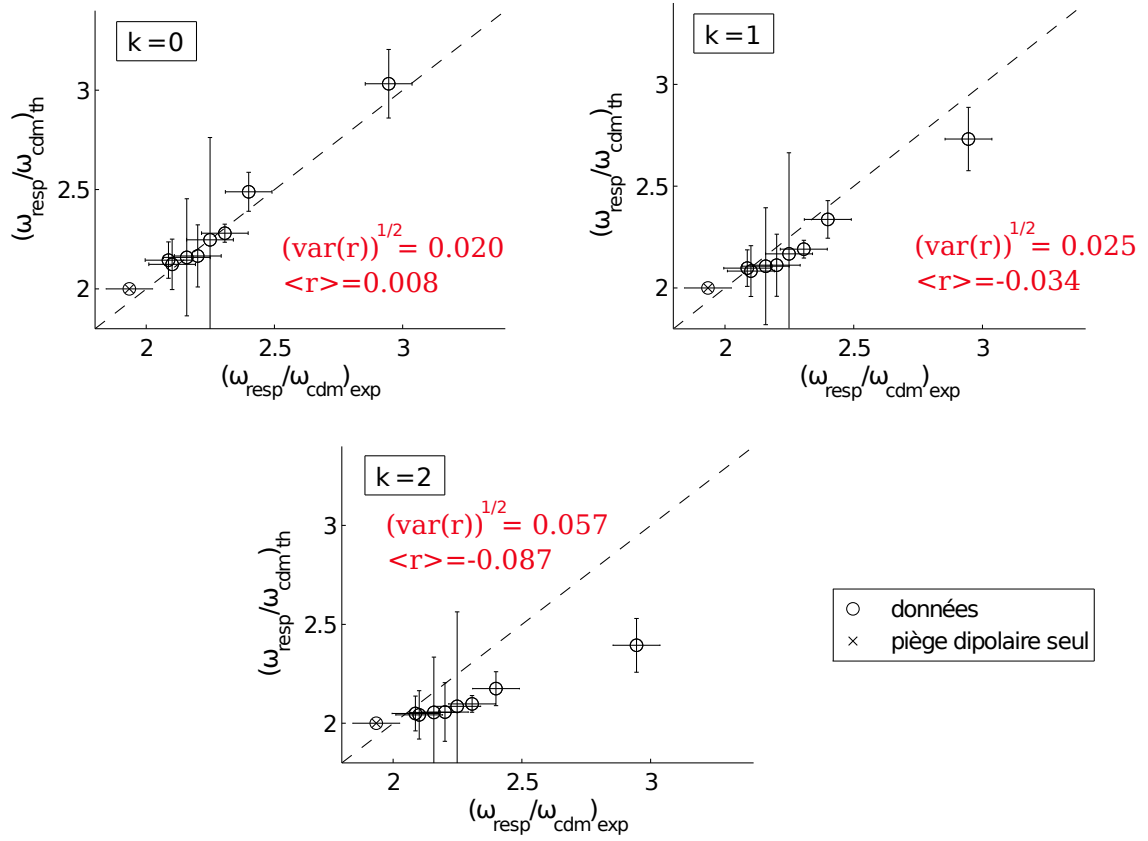 k=0
3
2.5
2
(ω_resp/ω_cdm)_th
(var(r))^1/2= 0.020
<r>=0.008
2 2.5 3
(ω_resp/ω_cdm)_exp
k=1
3
2.5
2
(ω_resp/ω_cdm)_th
(var(r))^1/2= 0.025
<r>=-0.034
2 2.5 3
(ω_resp/ω_cdm)_exp
k=2
3
2.5
2
(ω_resp/ω_cdm)_th
(var(r))^1/2= 0.057
<r>=-0.087
2 2.5 3
(ω_resp/ω_cdm)_exp
données
piège dipolaire seul